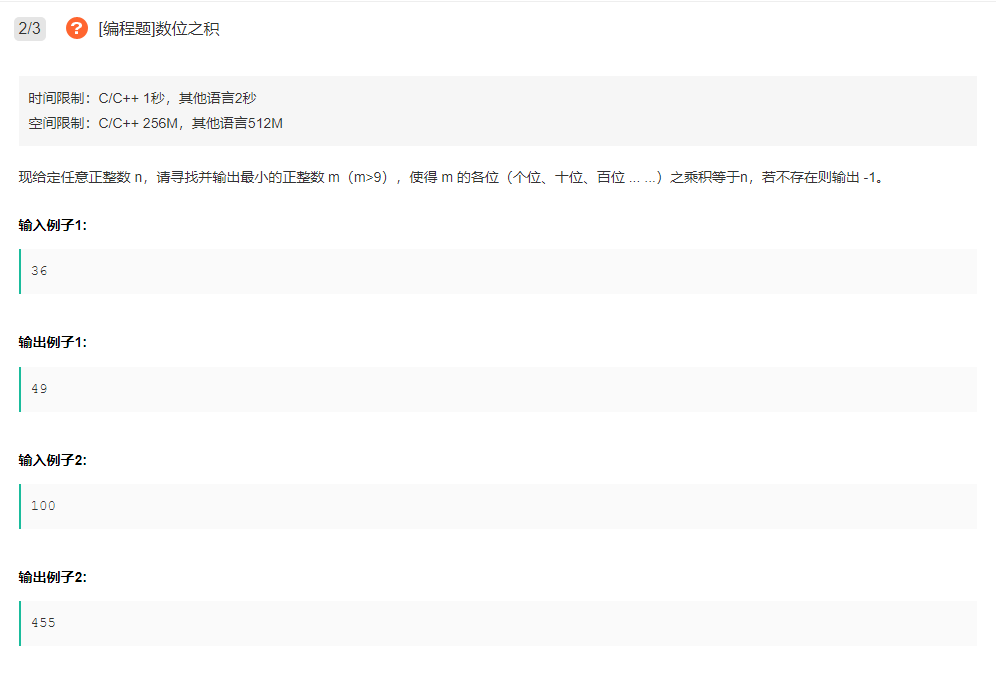 2/3 ? [编程题]数位之积
时间限制：C/C++ 1秒，其他语言2秒
空间限制：C/C++ 256M，其他语言512M
现给定任意正整数 n，请寻找并输出最小的正整数 m（m>9），使得 m 的各位（个位、十位、百位 ... ...）之乘积等于n，若不存在则输出 -1。
输入例子1:
36
输出例子1:
49
输入例子2:
100
输出例子2:
455